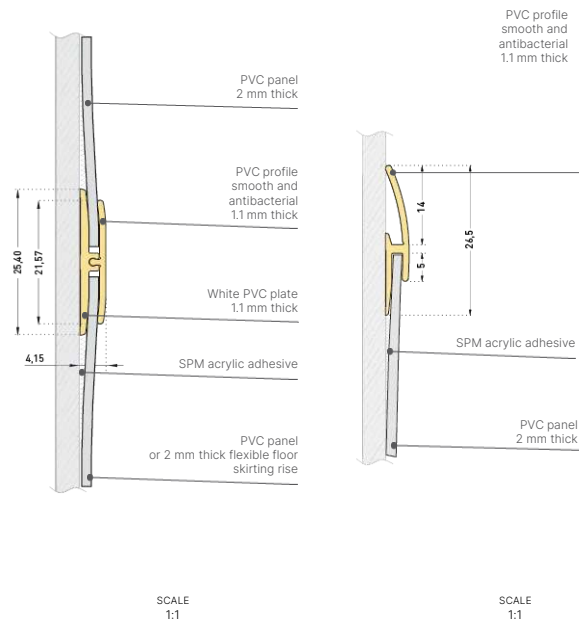 PVC panel
2 mm thick
PVC profile
smooth and
antibacterial
1.1 mm thick
25,40
21,57
White PVC plate
1.1 mm thick
4,15
SPM acrylic adhesive
PVC panel
or 2 mm thick flexible floor
skirting rise
SCALE
1:1
PVC profile
smooth and
antibacterial
1.1 mm thick
14
26,5
5
SPM acrylic adhesive
PVC panel
2 mm thick
SCALE
1:1